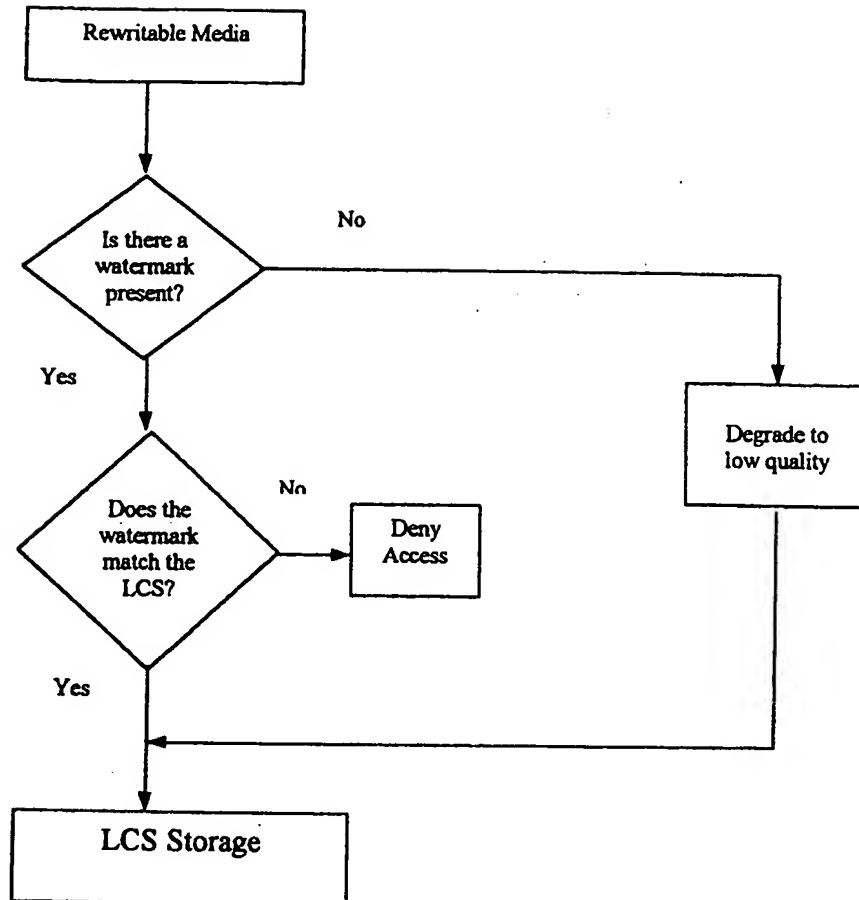 Rewritable Media
No
Is there a
watermark
present?
Yes
Degrade to
low quality
No
Does the
watermark
match the
LCS?
Deny
Access
Yes
LCS Storage